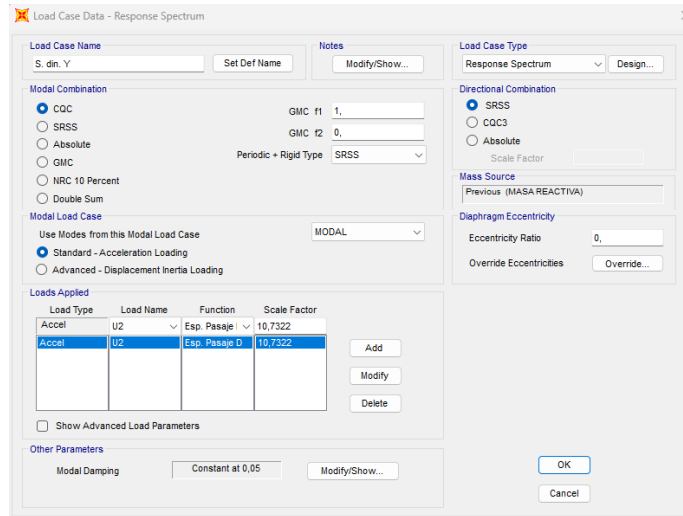 Load Case Data - Response Spectrum
Load Case Name
S. din. Y
Set Def Name
Notes
Modify/Show...
Load Case Type
Response Spectrum
Design...
Modal Combination
CQC
SRSS
Absolute
GMC
NRC 10 Percent
Double Sum
GMC f1 1,
GMC f2 0,
Periodic + Rigid Type SRSS
Directional Combination
SRSS
CQC3
Absolute
Scale Factor
Mass Source
Previous (MASA REACTIVA)
Modal Load Case
Use Modes from this Modal Load Case MODAL
Standard - Acceleration Loading
Advanced - Displacement Inertia Loading
Diaphragm Eccentricity
Eccentricity Ratio 0,
Override Eccentricities Override...
Loads Applied
Load Type Load Name Function Scale Factor
Accel U2 Esp. Pasaje 10,7322
Accel U2 Esp. Pasaje D 10,7322
Add
Modify
Delete
Show Advanced Load Parameters
Other Parameters
Modal Damping Constant at 0,05 Modify/Show...
OK
Cancel